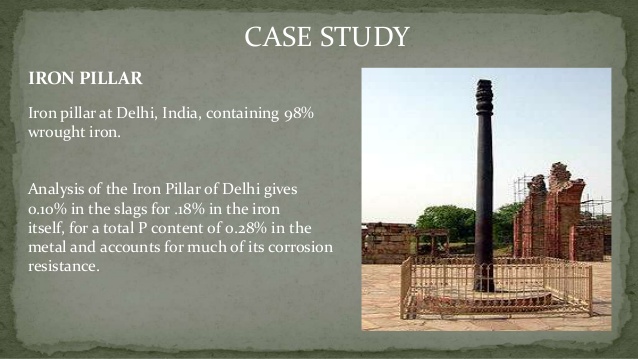 CASE STUDY
IRON PILLAR
Iron pillar at Delhi, India, containing 98%
wrought iron.
Analysis of the Iron Pillar of Delhi gives
0.10% in the slags for .18% in the iron
itself, for a total P content of 0.28% in the
metal and accounts for much of its corrosion
resistance.